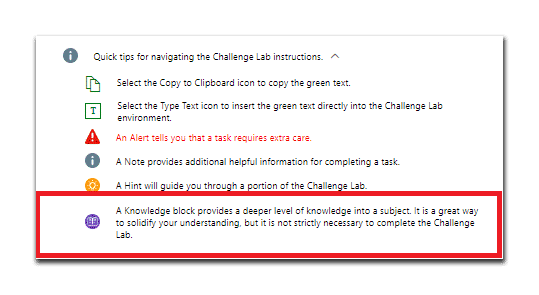 Quick tips for navigating the Challenge Lab instructions.
Select the Copy to Clipboard icon to copy the green text.
T
Select the Type Text icon to insert the green text directly into the Challenge Lab
environment.
An Alert tells you that a task requires extra care.
A Note provides additional helpful information for completing a task.
A Hint will guide you through a portion of the Challenge Lab.
A Knowledge block provides a deeper level of knowledge into a subject. It is a great way
to solidify your understanding, but it is not strictly necessary to complete the Challenge
Lab.